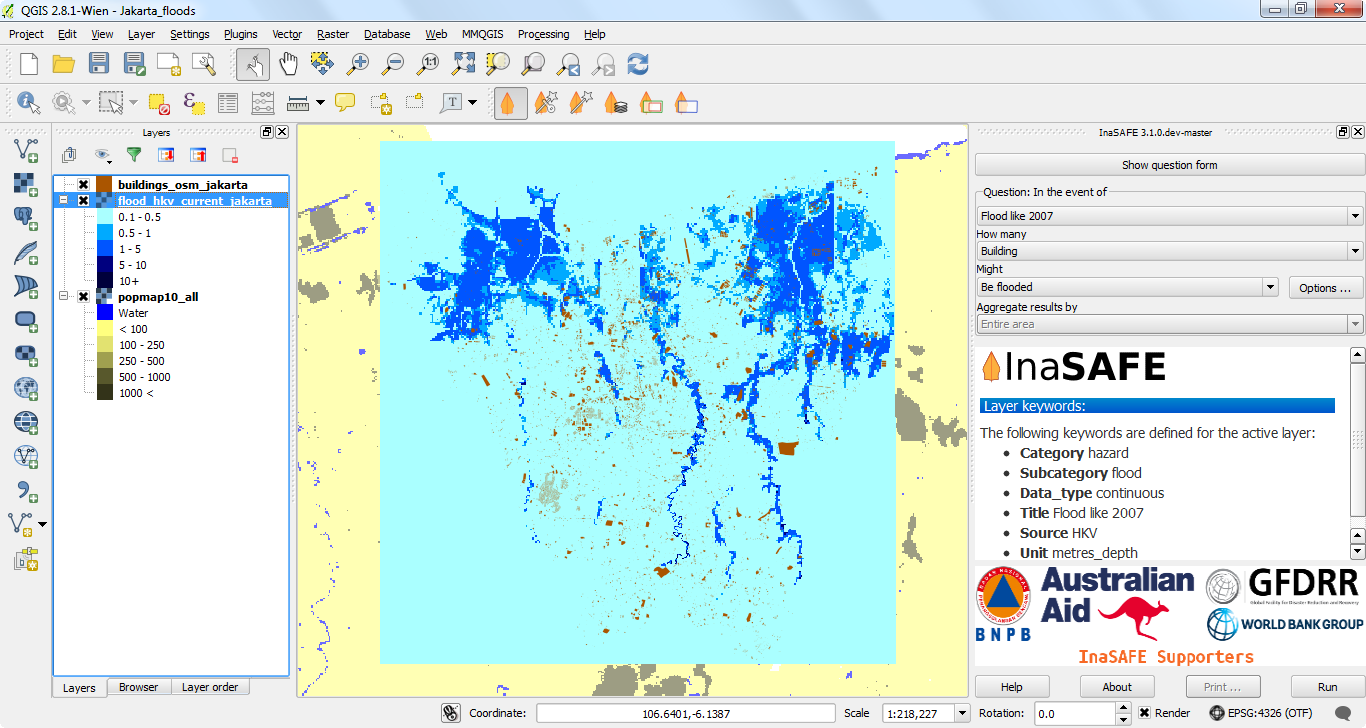 QGIS 2.8.1-Wien - Jakarta_floods
Project Edit View Layer Settings Plugins Vector Raster Database Web MMQGIS Processing Help
1:1
T
Layers
buildings_osm_jakarta
flood_hkv_current_jakarta
0.1 - 0.5
0.5 - 1
1 - 5
5 - 10
10+
popmap10_all
Water
< 100
100 - 250
250 - 500
500 - 1000
1000 <
Layers Browser Layer order
InaSAFE 3.1.0.dev-master
Show question form
Question: In the event of
Flood like 2007
How many
Building
Might
Be flooded
Options ...
Aggregate results by
Entire area
InaSAFE
Layer keywords:
The following keywords are defined for the active layer:
Category hazard
Subcategory flood
Data_type continuous
Title Flood like 2007
Source HKV
Unit metres_depth
BNPB
Australian
Aid
GFDRR
Global Facility for Disaster Reduction and Recovery
WORLD BANK GROUP
InaSAFE Supporters
Help About Print ... Run
Coordinate: 106.6401,-6.1387 Scale 1:218,227 Rotation: 0.0 Render EPSG:4326 (OTF)